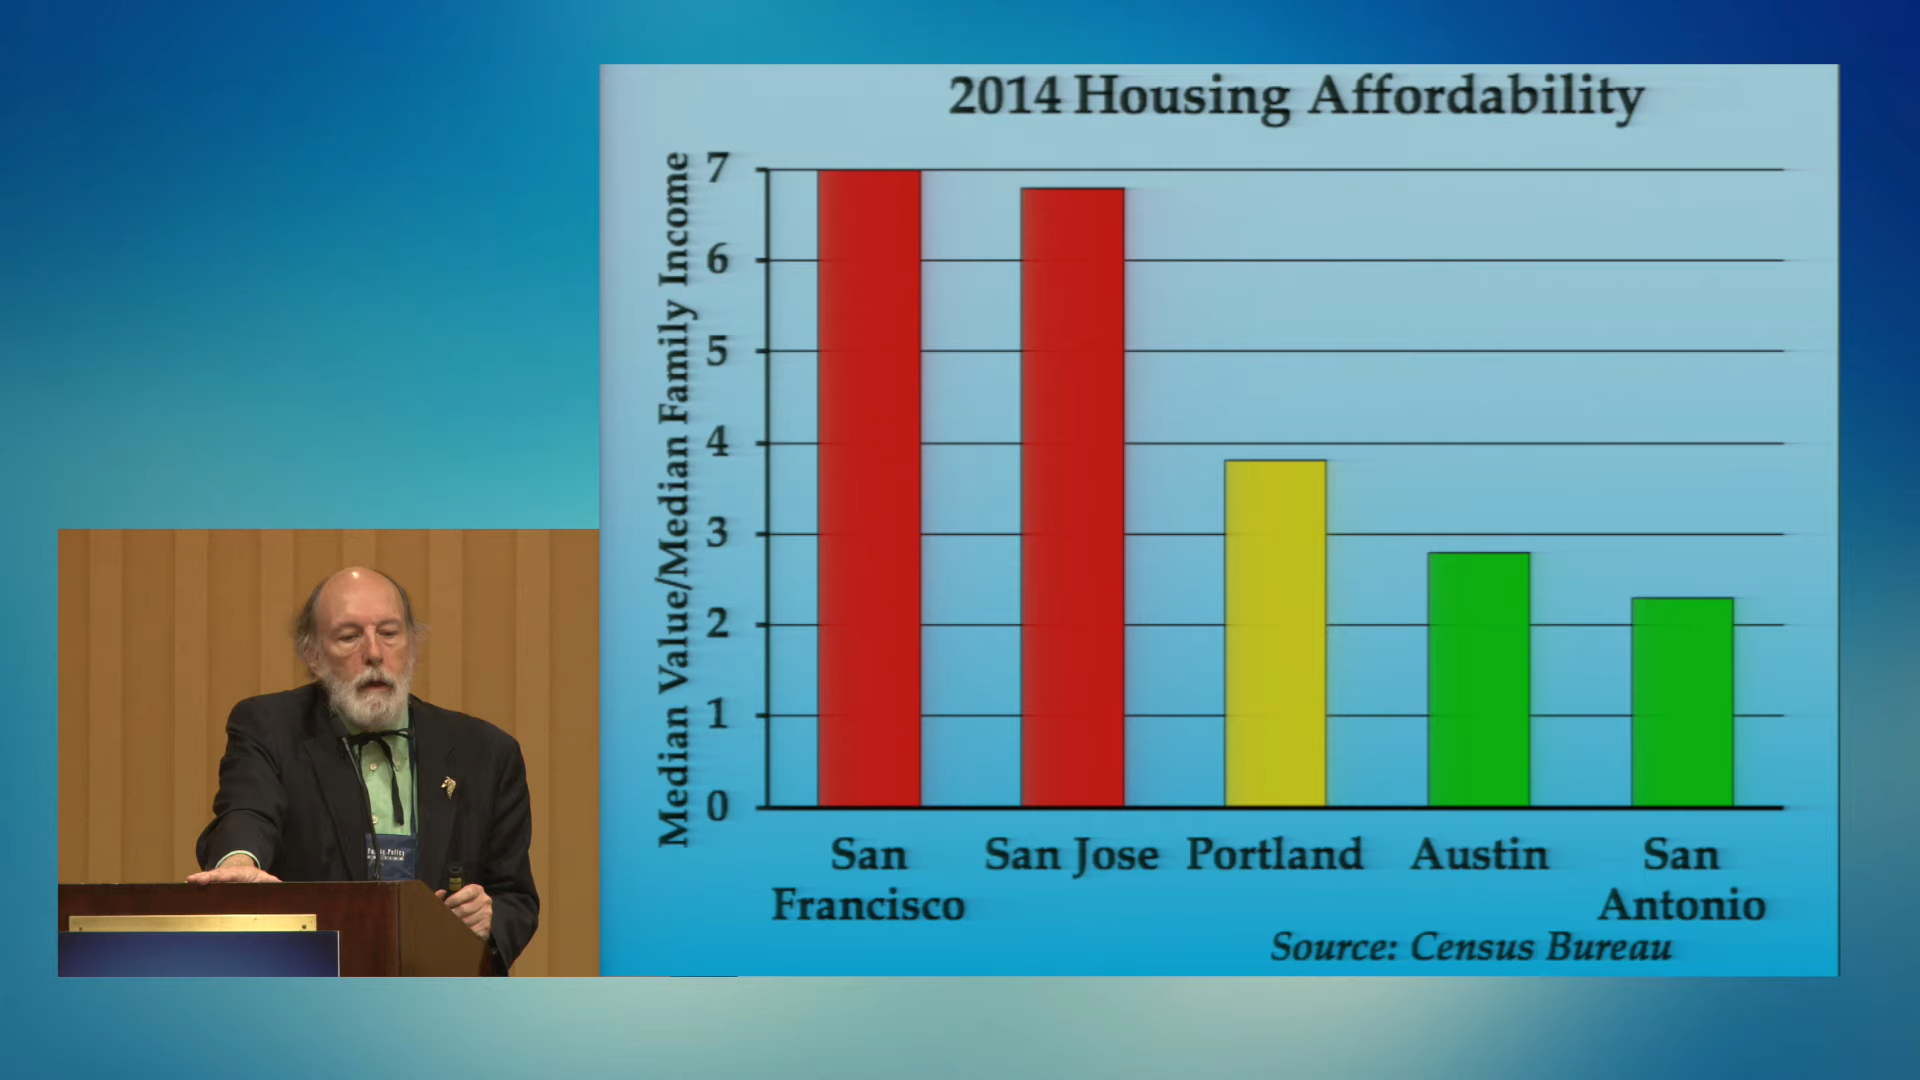 2014 Housing Affordability
Median Value/Median Family Income
7
6
5
4
3
2
1
0
San Francisco
San Jose
Portland
Austin
San Antonio
Source: Census Bureau